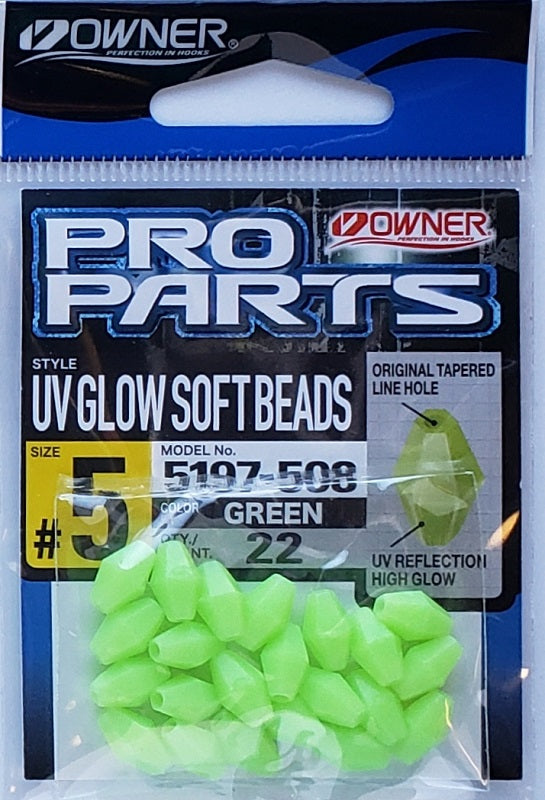 OWNER®
PERFECTION IN HOOKS
OWNER
PERFECTION IN HOOKS
PRO
PARTS
STYLE
UV GLOW SOFT BEADS
ORIGINAL TAPERED
LINE HOLE
SIZE
#5
MODEL No.
5197-508
COLOR
GREEN
QTY./
22
UV REFLECTION
HIGH GLOW